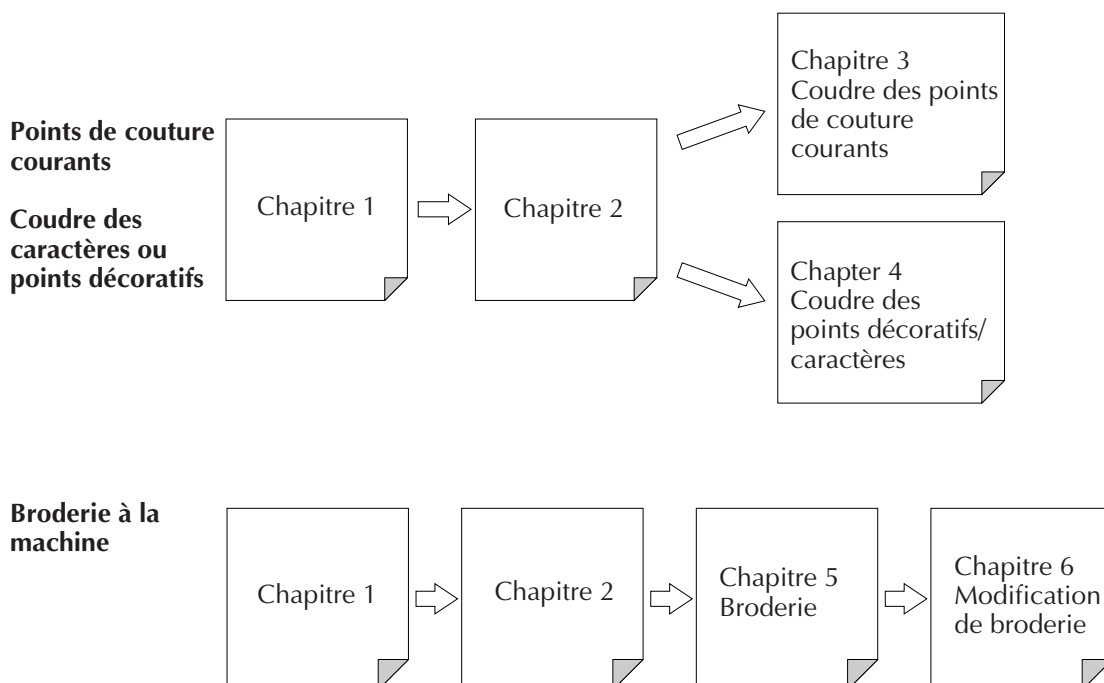 Points de couture
courants
Coudre des
caractères ou
points décoratifs
Chapitre 1
Chapitre 2
Chapitre 3
Coudre des points
de couture
courants
Chapter 4
Coudre des
points décoratifs/
caractères
Broderie à la
machine
Chapitre 1
Chapitre 2
Chapitre 5
Broderie
Chapitre 6
Modification
de broderie